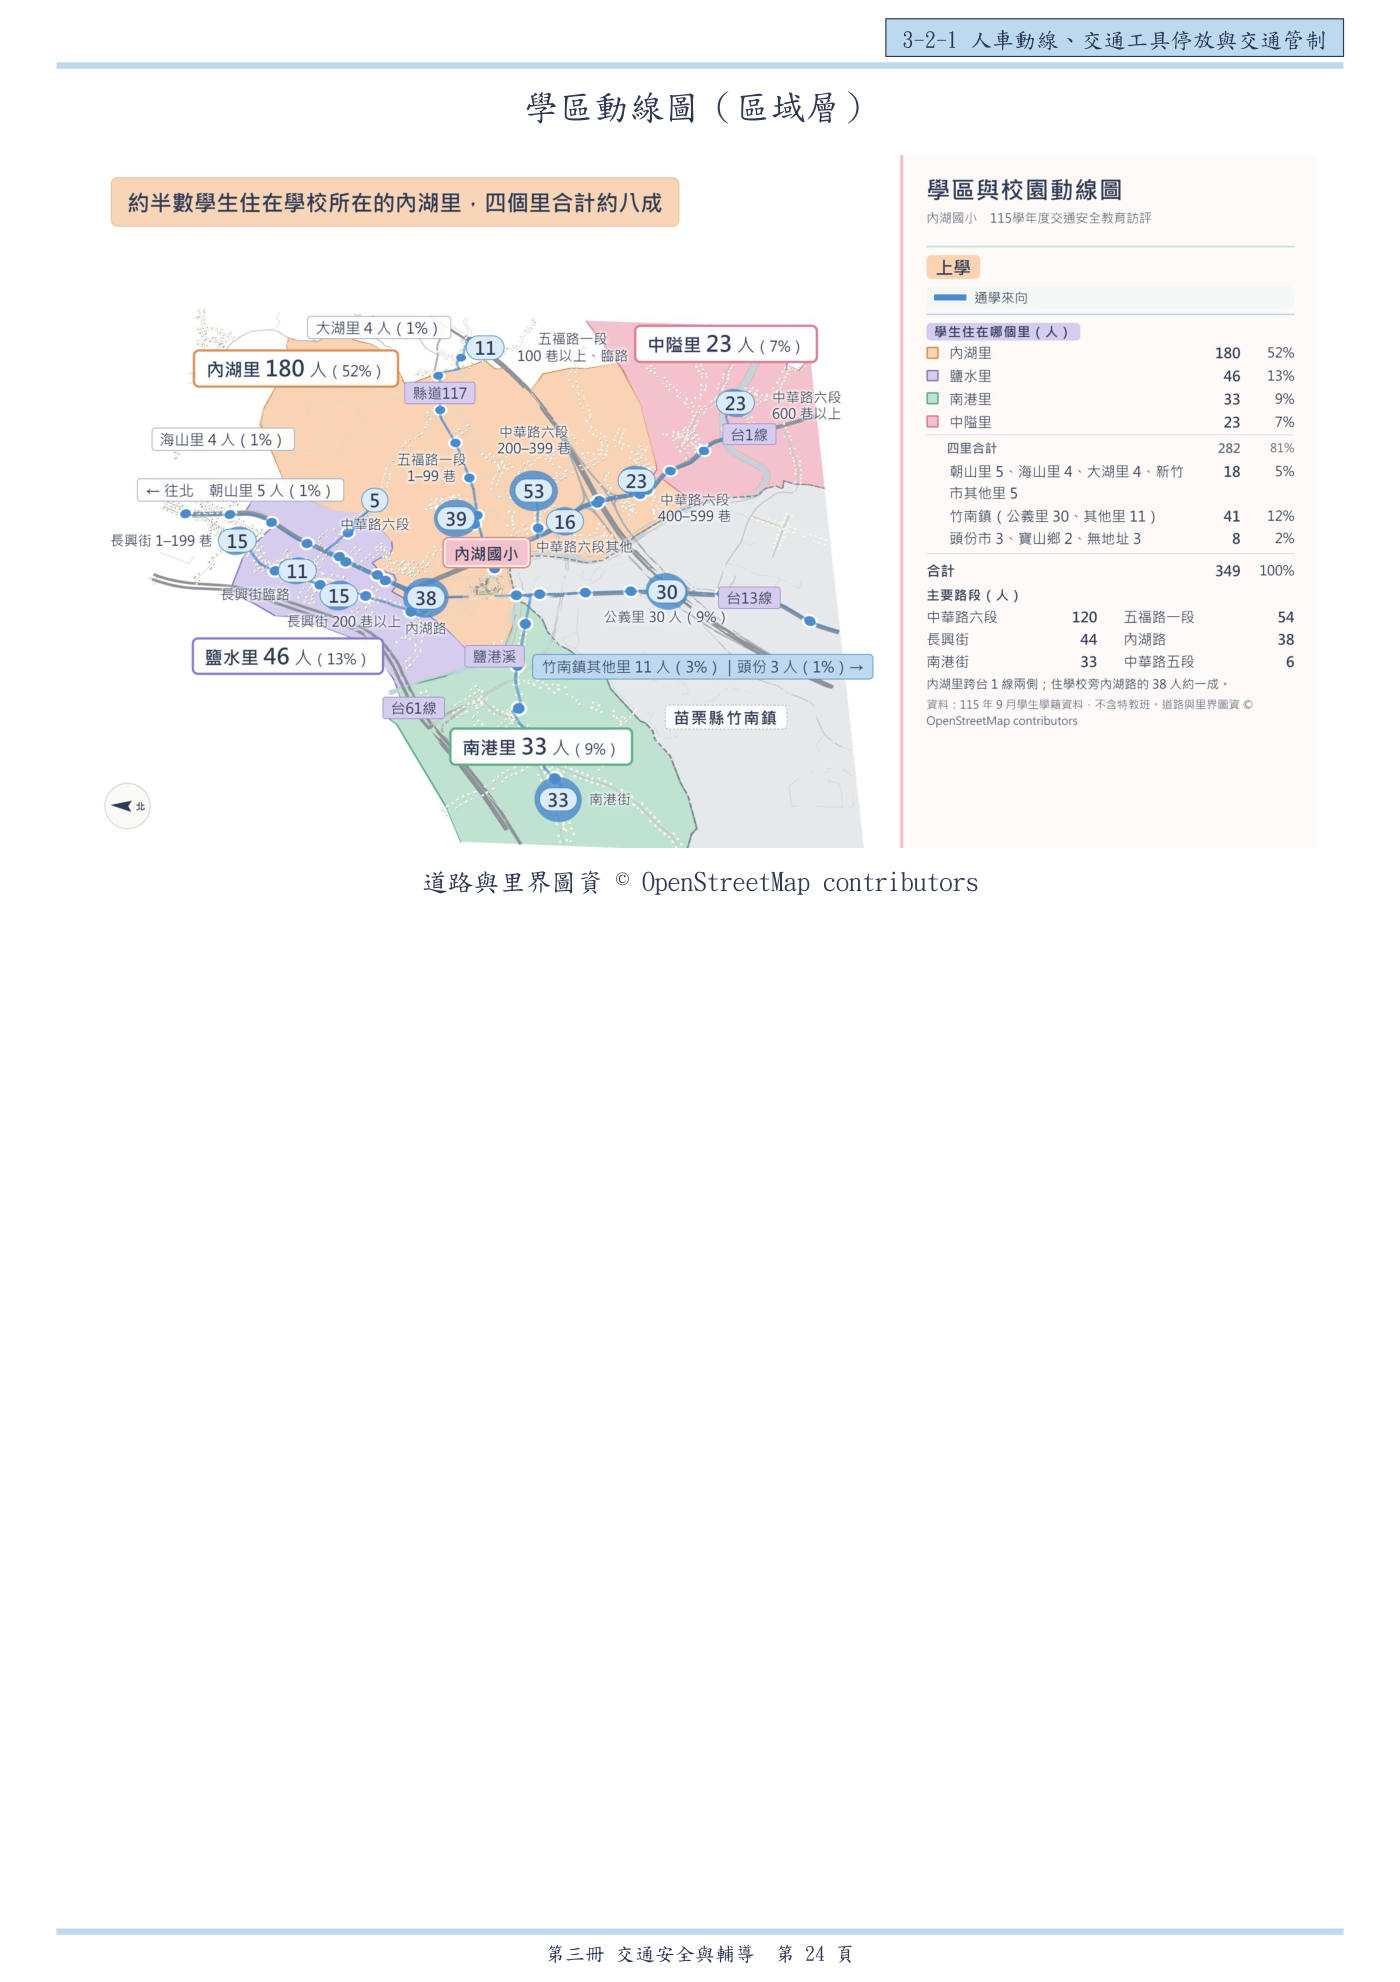 3-2-1 人車動線、交通工具停放與交通管制
學區動線圖（區域層）
約半數學生住在學校所在的內湖里，四個里合計約八成
大湖里 4 人（1%）
11
五福路一段
100 巷以上、臨路
中隘里 23 人（7%）
內湖里 180 人（52%）
縣道117
23
中華路六段
600 巷以上
台1線
海山里 4 人（1%）
中華路六段
200–399 巷
五福路一段
1–99 巷
← 往北　朝山里 5 人（1%）
5
53
23
中華路六段
400–599 巷
中華路六段
39
16
長興街 1–199 巷
15
內湖國小
中華路六段其他
11
長興街臨路
15
38
30
台13線
長興街 200 巷以上
內湖路
公義里 30 人（9%）
鹽水里 46 人（13%）
鹽港溪
竹南鎮其他里 11 人（3%）｜頭份 3 人（1%）→
台61線
苗栗縣竹南鎮
南港里 33 人（9%）
33
南港街
北
學區與校園動線圖
內湖國小　115學年度交通安全教育訪評
上學
通學來向
學生住在哪個里（人）
內湖里 180 52%
鹽水里 46 13%
南港里 33 9%
中隘里 23 7%
四里合計 282 81%
朝山里 5、海山里 4、大湖里 4、新竹 18 5%
市其他里 5
竹南鎮（公義里 30、其他里 11） 41 12%
頭份市 3、寶山鄉 2、無地址 3 8 2%
合計 349 100%
主要路段（人）
中華路六段 120 五福路一段 54
長興街 44 內湖路 38
南港街 33 中華路五段 6
內湖里跨台 1 線兩側；住學校旁內湖路的 38 人約一成。
資料：115 年 9 月學生學籍資料，不含特教班。道路與里界圖資 ©
OpenStreetMap contributors
道路與里界圖資 © OpenStreetMap contributors
第三冊 交通安全與輔導　第 24 頁